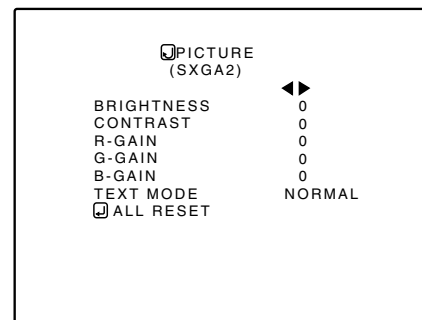 PICTURE
(SXGA2)
BRIGHTNESS 0
CONTRAST 0
R-GAIN 0
G-GAIN 0
B-GAIN 0
TEXT MODE NORMAL
ALL RESET